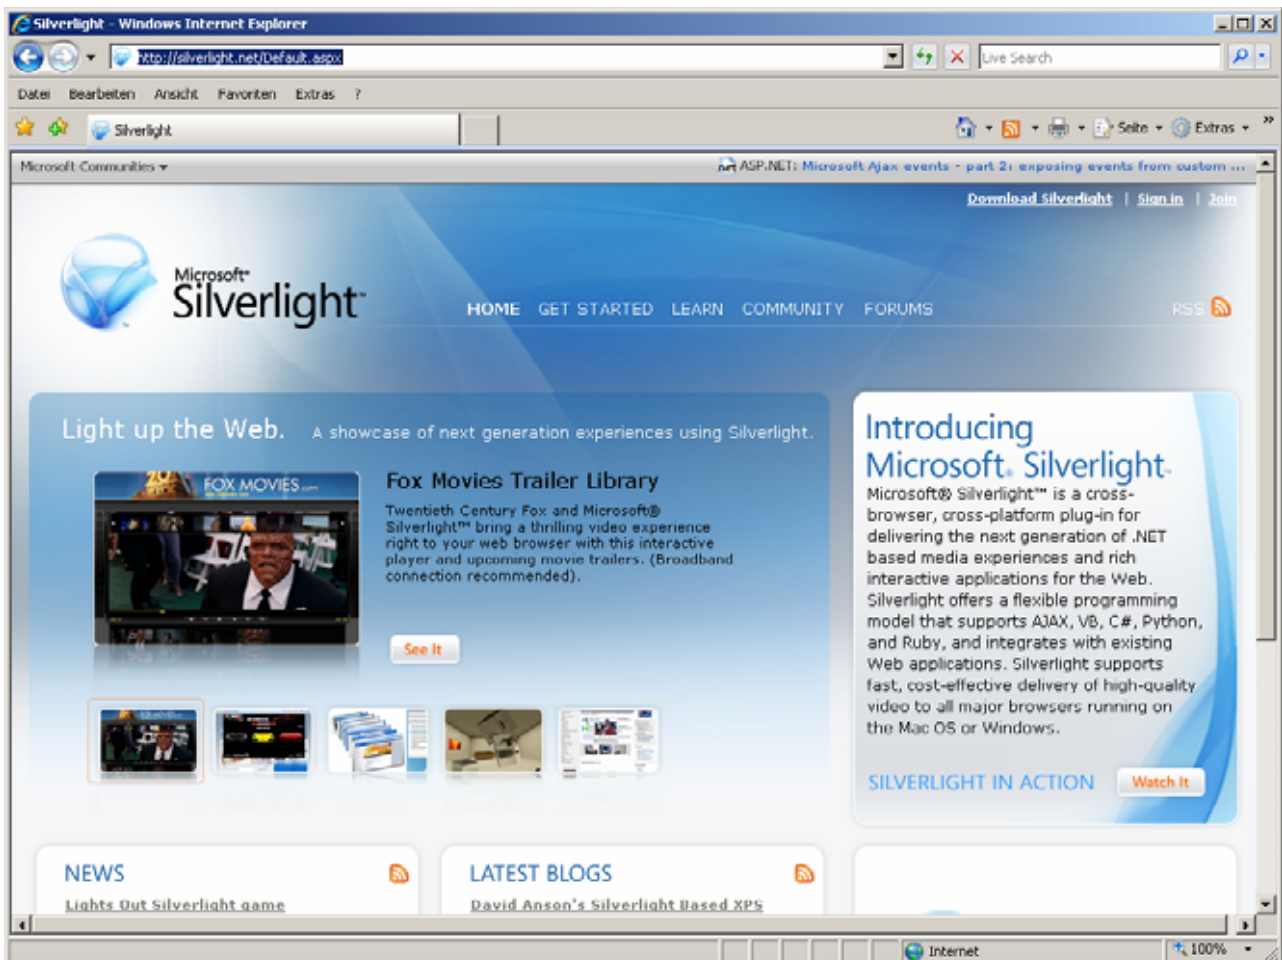 Silverlight - Windows Internet Explorer
http://silverlight.net/Default.aspx
Live Search
Datei Bearbeiten Ansicht Favoriten Extras ?
Silverlight
Seite Extras »
Microsoft Communities
ASP.NET: Microsoft Ajax events - part 2: exposing events from custom ...
Download Silverlight | Sign in | Join
Microsoft®
Silverlight™
HOME GET STARTED LEARN COMMUNITY FORUMS RSS
Light up the Web. A showcase of next generation experiences using Silverlight.
FOX MOVIES.com
Fox Movies Trailer Library
Twentieth Century Fox and Microsoft®
Silverlight™ bring a thrilling video experience
right to your web browser with this interactive
player and upcoming movie trailers. (Broadband
connection recommended).
See It
Introducing
Microsoft® Silverlight™
Microsoft® Silverlight™ is a cross-
browser, cross-platform plug-in for
delivering the next generation of .NET
based media experiences and rich
interactive applications for the Web.
Silverlight offers a flexible programming
model that supports AJAX, VB, C#, Python,
and Ruby, and integrates with existing
Web applications. Silverlight supports
fast, cost-effective delivery of high-quality
video to all major browsers running on
the Mac OS or Windows.
SILVERLIGHT IN ACTION
Watch It
NEWS
Lights Out Silverlight game
LATEST BLOGS
David Anson's Silverlight Based XPS
Internet
100%